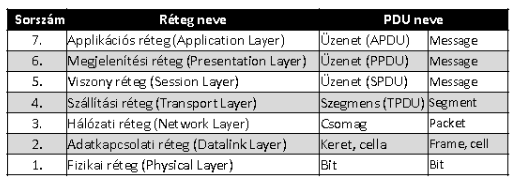 Sorszám Réteg neve PDU neve
7. Applikációs réteg (Application Layer) Üzenet (APDU) Message
6. Megjelenítési réteg (Presentation Layer) Üzenet (PPDU) Message
5. Viszony réteg (Session Layer) Üzenet (SPDU) Message
4. Szállítási réteg (Transport Layer) Szegmens (TPDU) Segment
3. Hálózati réteg (Network Layer) Csomag Packet
2. Adatkapcsolati réteg (Datalink Layer) Keret, cella Frame, cell
1. Fizikai réteg (Physical Layer) Bit Bit